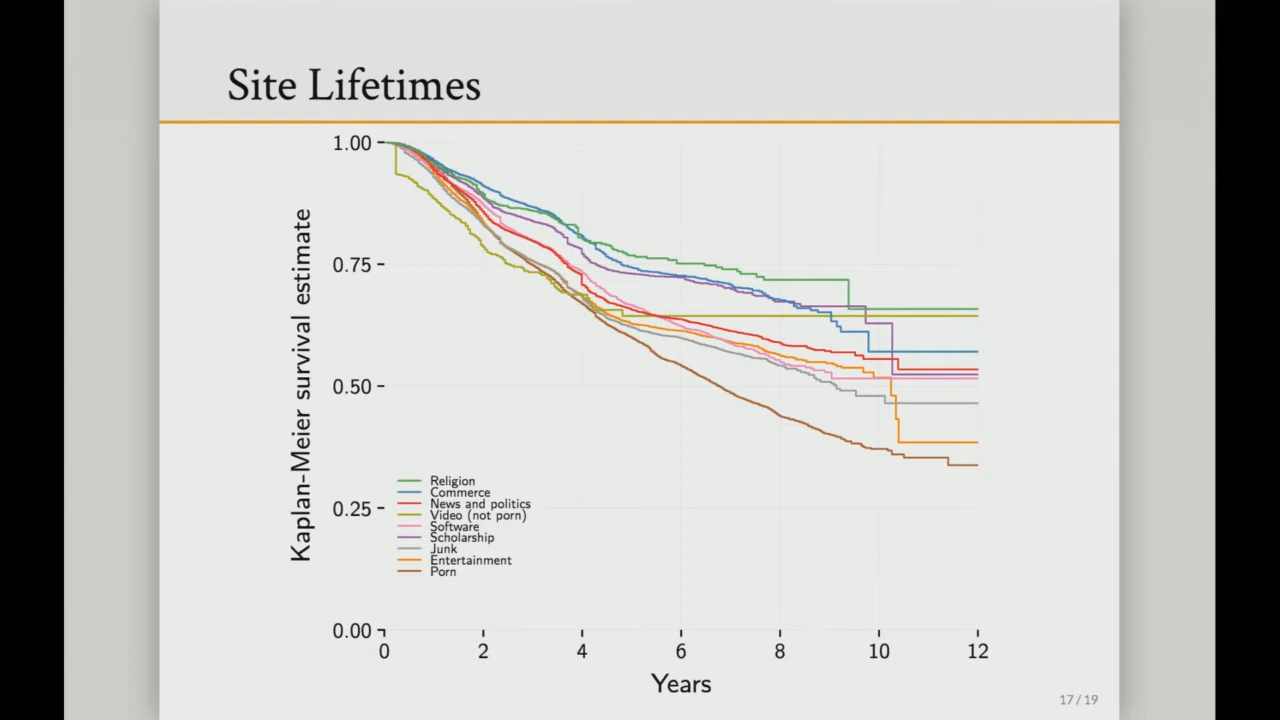 Site Lifetimes
1.00
0.75
0.50
0.25
0.00
Kaplan-Meier survival estimate
Religion
Commerce
News and politics
Video (not porn)
Software
Scholarship
Junk
Entertainment
Porn
0 2 4 6 8 10 12
Years
17/19